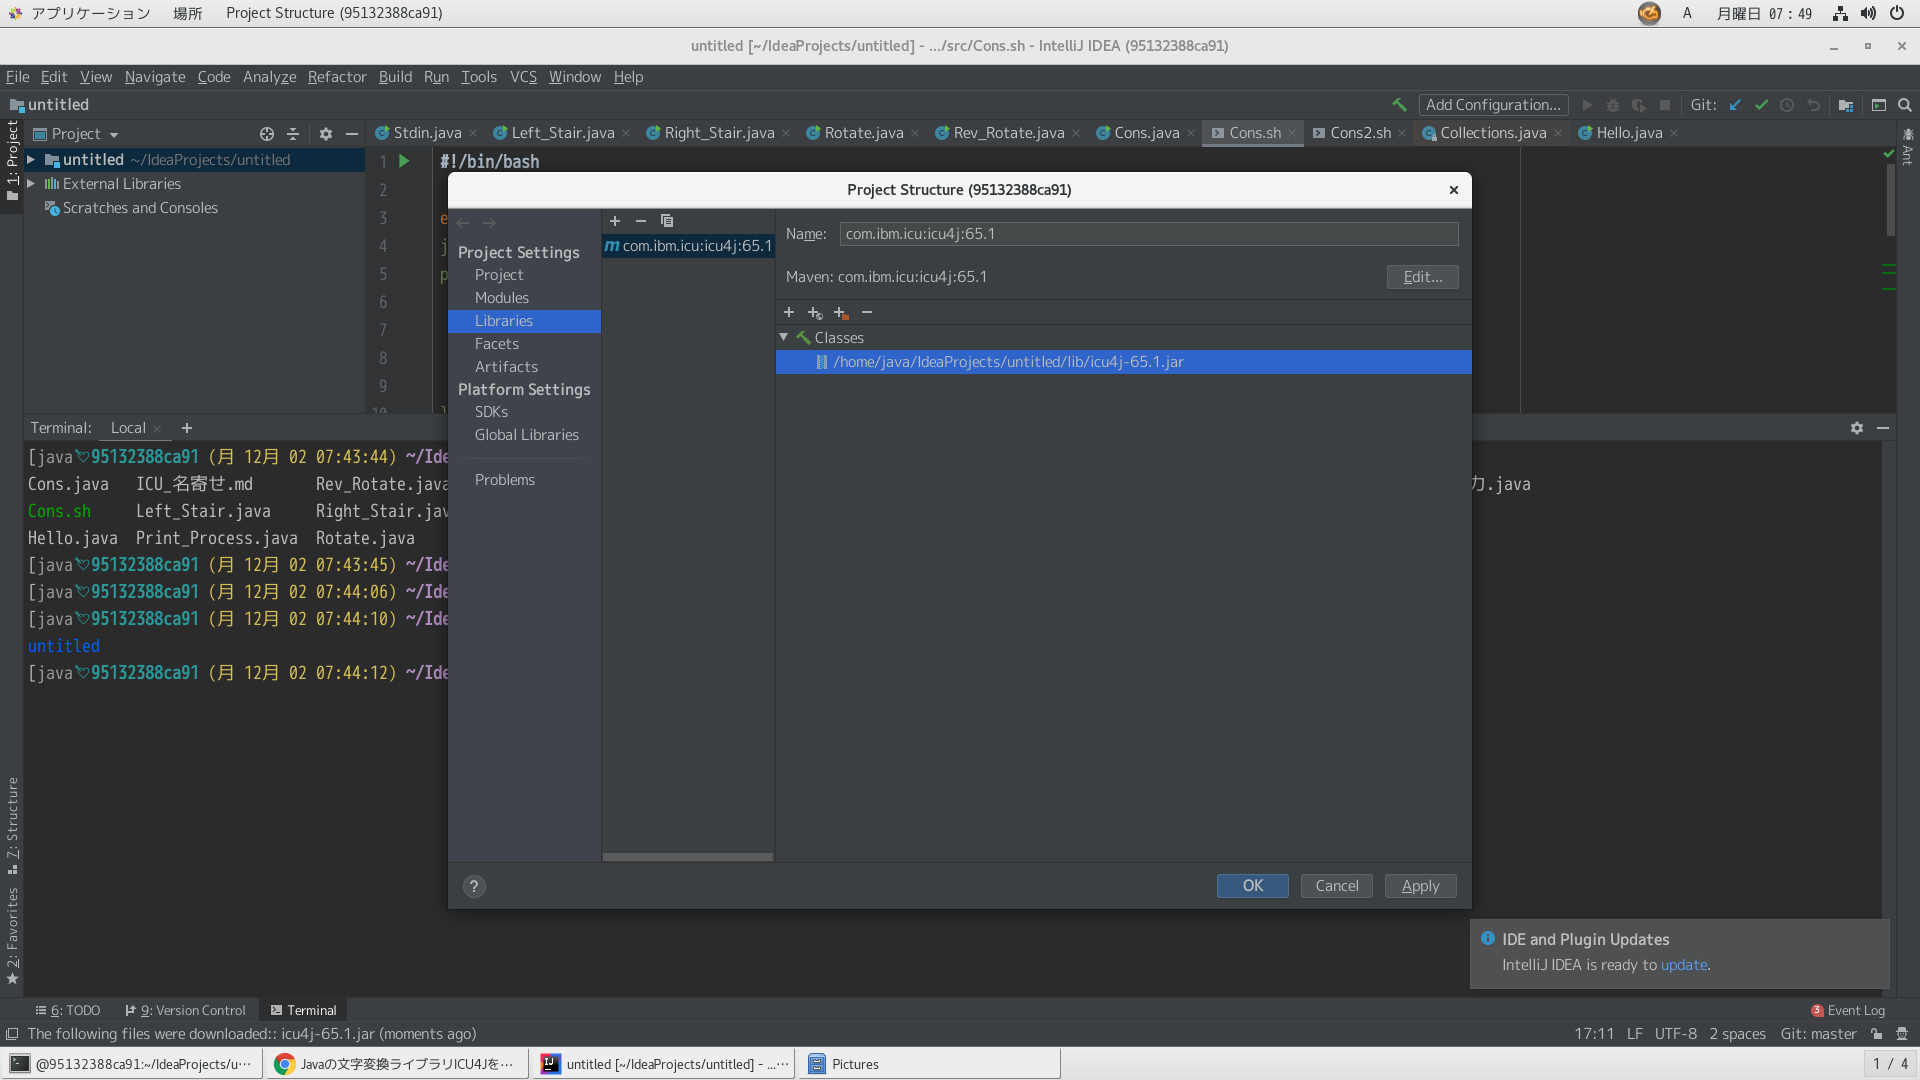 アプリケーション 場所 Project Structure (95132388ca91) A 月曜日 07：49
untitled [~/IdeaProjects/untitled] - .../src/Cons.sh - IntelliJ IDEA (95132388ca91)
File Edit View Navigate Code Analyze Refactor Build Run Tools VCS Window Help
untitled Add Configuration... Git:
Project Stdin.java Left_Stair.java Right_Stair.java Rotate.java Rev_Rotate.java Cons.java Cons.sh Cons2.sh Collections.java Hello.java
1: Project
Ant
untitled ~/IdeaProjects/untitled
External Libraries
Scratches and Consoles
1 #!/bin/bash
2
3 e
4 j
5 p
6
7
8
9
10
Project Structure (95132388ca91)
Project Settings
Project
Modules
Libraries
Facets
Artifacts
Platform Settings
SDKs
Global Libraries
Problems
m com.ibm.icu:icu4j:65.1
Name: com.ibm.icu:icu4j:65.1
Maven: com.ibm.icu:icu4j:65.1 Edit...
Classes
/home/java/IdeaProjects/untitled/lib/icu4j-65.1.jar
? OK Cancel Apply
Terminal: Local
[java 95132388ca91 (月 12月 02 07:43:44) ~/Ide
Cons.java ICU_名寄せ.md Rev_Rotate.java 力.java
Cons.sh Left_Stair.java Right_Stair.jav
Hello.java Print_Process.java Rotate.java
[java 95132388ca91 (月 12月 02 07:43:45) ~/Ide
[java 95132388ca91 (月 12月 02 07:44:06) ~/Ide
[java 95132388ca91 (月 12月 02 07:44:10) ~/Ide
untitled
[java 95132388ca91 (月 12月 02 07:44:12) ~/Ide
7: Structure
2: Favorites
IDE and Plugin Updates
IntelliJ IDEA is ready to update.
6: TODO 9: Version Control Terminal 3 Event Log
The following files were downloaded:: icu4j-65.1.jar (moments ago) 17:11 LF UTF-8 2 spaces Git: master
@95132388ca91:~/IdeaProjects/u… Javaの文字変換ライブラリICU4Jを… untitled [~/IdeaProjects/untitled] - ...… Pictures 1 / 4